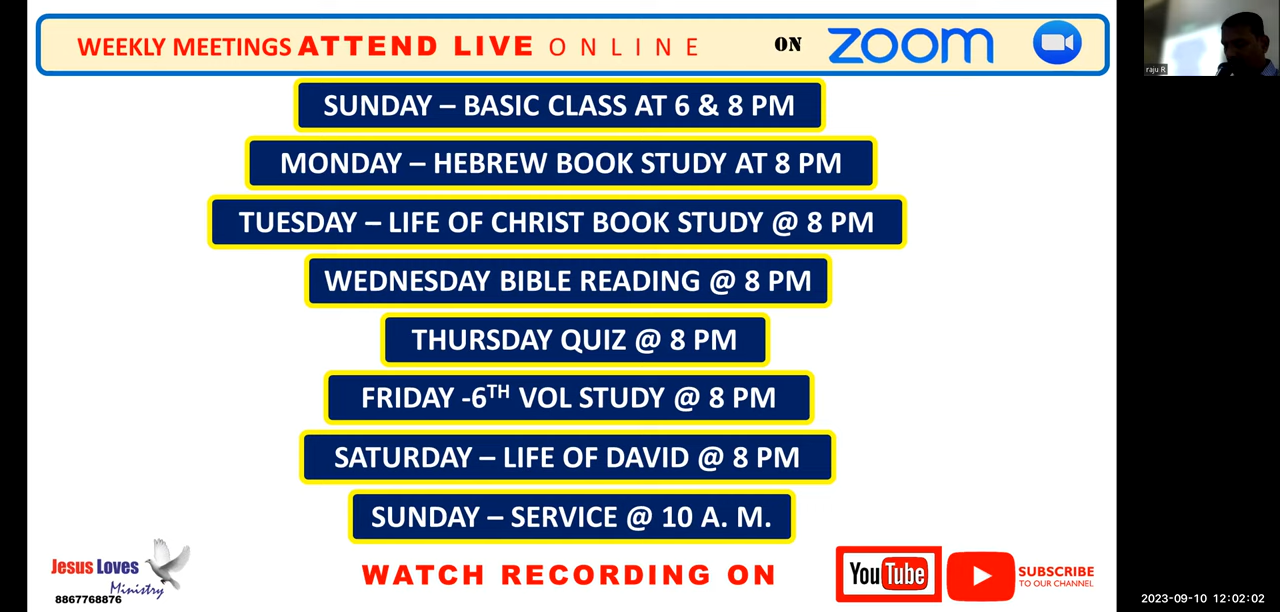 WEEKLY MEETINGS ATTEND LIVE ONLINE ON zoom
raju R
SUNDAY – BASIC CLASS AT 6 & 8 PM
MONDAY – HEBREW BOOK STUDY AT 8 PM
TUESDAY – LIFE OF CHRIST BOOK STUDY @ 8 PM
WEDNESDAY BIBLE READING @ 8 PM
THURSDAY QUIZ @ 8 PM
FRIDAY -6TH VOL STUDY @ 8 PM
SATURDAY – LIFE OF DAVID @ 8 PM
SUNDAY – SERVICE @ 10 A. M.
Jesus Loves
Ministry
8867768876
WATCH RECORDING ON
YouTube
SUBSCRIBE
TO OUR CHANNEL
2023-09-10 12:02:02